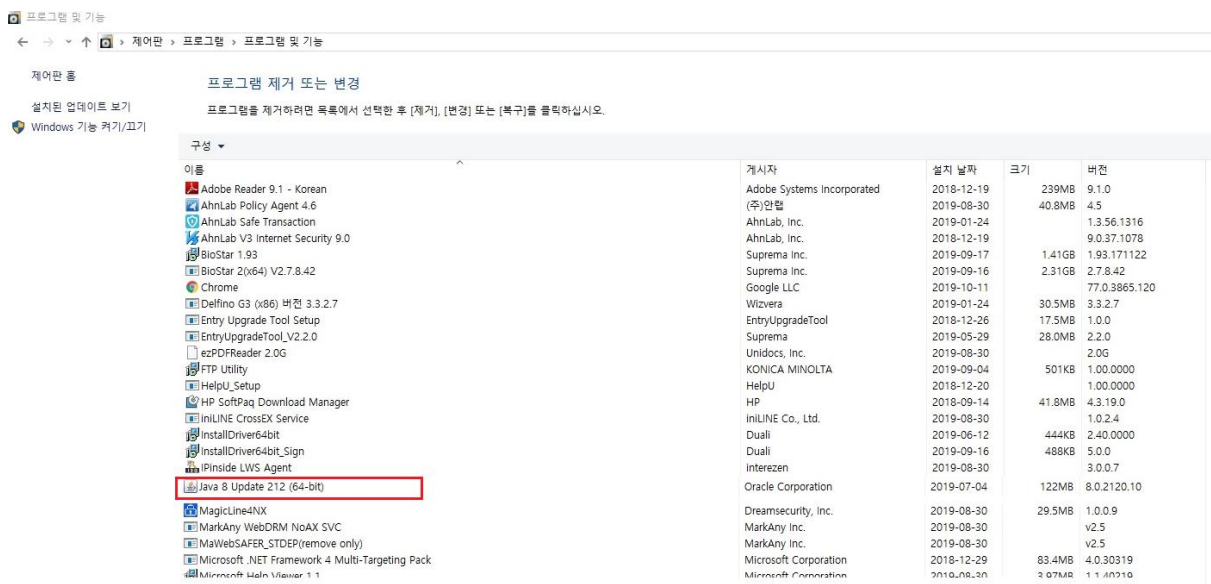 프로그램 및 기능
제어판 › 프로그램 › 프로그램 및 기능
제어판 홈
설치된 업데이트 보기
Windows 기능 켜기/끄기
프로그램 제거 또는 변경
프로그램을 제거하려면 목록에서 선택한 후 [제거], [변경] 또는 [복구]를 클릭하십시오.
구성
이름 게시자 설치 날짜 크기 버전
Adobe Reader 9.1 - Korean Adobe Systems Incorporated 2018-12-19 239MB 9.1.0
AhnLab Policy Agent 4.6 (주)안랩 2019-08-30 40.8MB 4.5
AhnLab Safe Transaction AhnLab, Inc. 2019-01-24 1.3.56.1316
AhnLab V3 Internet Security 9.0 AhnLab, Inc. 2018-12-19 9.0.37.1078
BioStar 1.93 Suprema Inc. 2019-09-17 1.41GB 1.93.171122
BioStar 2(x64) V2.7.8.42 Suprema Inc. 2019-09-16 2.31GB 2.7.8.42
Chrome Google LLC 2019-10-11 77.0.3865.120
Delfino G3 (x86) 버전 3.3.2.7 Wizvera 2019-01-24 30.5MB 3.3.2.7
Entry Upgrade Tool Setup EntryUpgradeTool 2018-12-26 17.5MB 1.0.0
EntryUpgradeTool_V2.2.0 Suprema 2019-05-29 28.0MB 2.2.0
ezPDFReader 2.0G Unidocs, Inc. 2019-08-30 2.0G
FTP Utility KONICA MINOLTA 2019-09-04 501KB 1.00.0000
HelpU_Setup HelpU 2018-12-20 1.00.0000
HP SoftPaq Download Manager HP 2018-09-14 41.8MB 4.3.19.0
iniLINE CrossEX Service iniLINE Co., Ltd. 2019-08-30 1.0.2.4
InstallDriver64bit Duali 2019-06-12 444KB 2.40.0000
InstallDriver64bit_Sign Duali 2019-09-16 488KB 5.0.0
IPinside LWS Agent interezen 2019-08-30 3.0.0.7
Java 8 Update 212 (64-bit) Oracle Corporation 2019-07-04 122MB 8.0.2120.10
MagicLine4NX Dreamsecurity, Inc. 2019-08-30 29.5MB 1.0.0.9
MarkAny WebDRM NoAX SVC MarkAny Inc. 2019-08-30 v2.5
MaWebSAFER_STDEP(remove only) MarkAny Inc. 2019-08-30 v2.5
Microsoft .NET Framework 4 Multi-Targeting Pack Microsoft Corporation 2018-12-29 83.4MB 4.0.30319
Microsoft Help Viewer 1.1 Microsoft Corporation 2019-08-30 3.97MB 1.1.40219